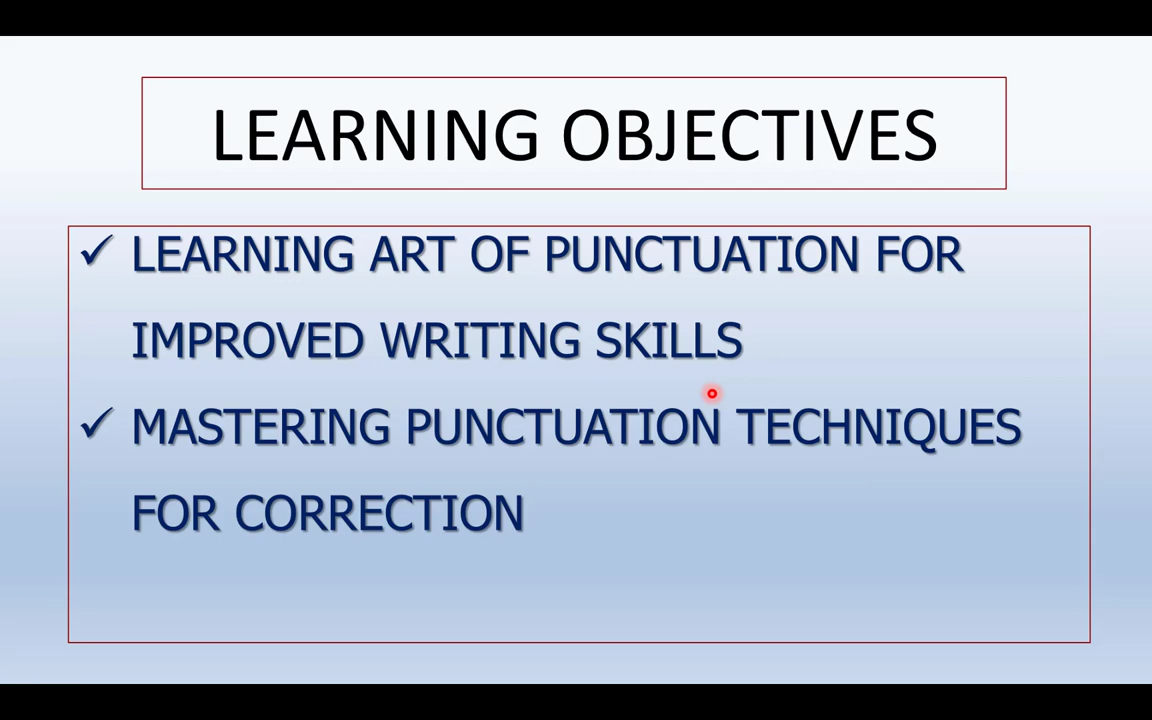 LEARNING OBJECTIVES
✓ LEARNING ART OF PUNCTUATION FOR
IMPROVED WRITING SKILLS
✓ MASTERING PUNCTUATION TECHNIQUES
FOR CORRECTION